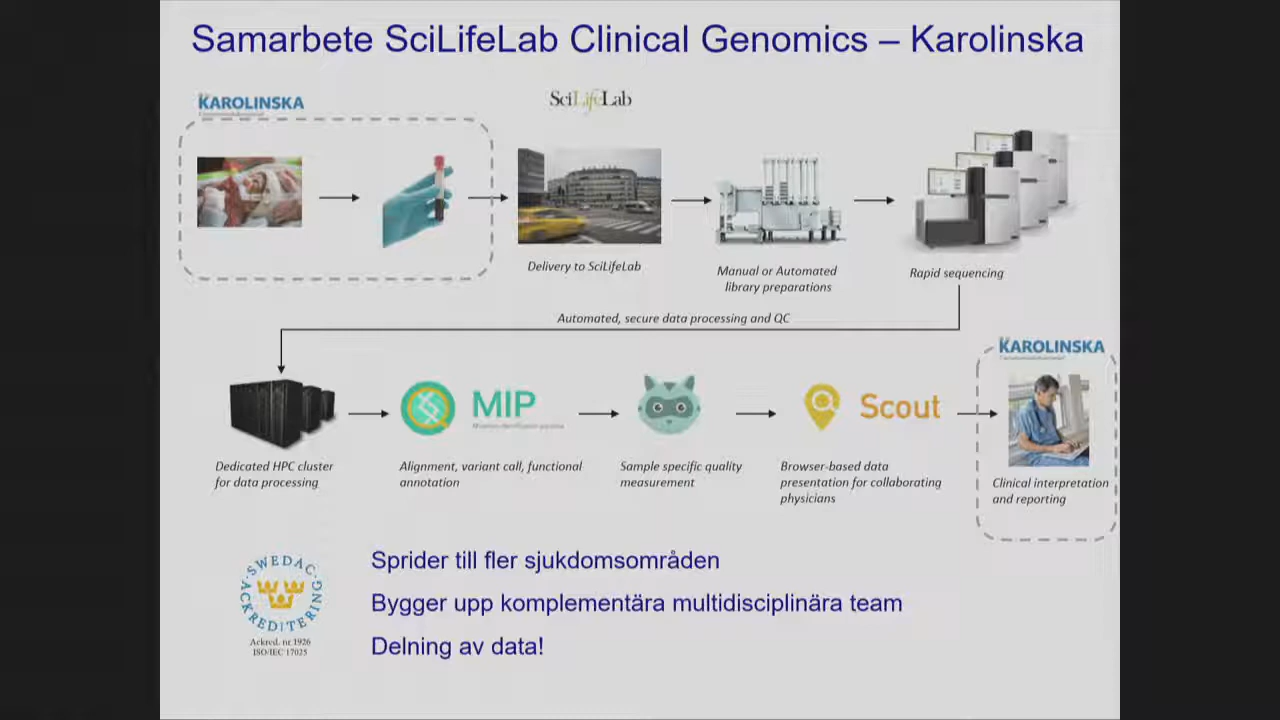 Samarbete SciLifeLab Clinical Genomics – Karolinska
KAROLINSKA
SciLifeLab
Delivery to SciLifeLab
Manual or Automated
library preparations
Rapid sequencing
Automated, secure data processing and QC
KAROLINSKA
MIP
Scout
Dedicated HPC cluster
for data processing
Alignment, variant call, functional
annotation
Sample specific quality
measurement
Browser-based data
presentation for collaborating
physicians
Clinical interpretation
and reporting
SWEDAC
ACKREDITERING
Ackred. nr 1926
ISO/IEC 17025
Sprider till fler sjukdomsområden
Bygger upp komplementära multidisciplinära team
Delning av data!